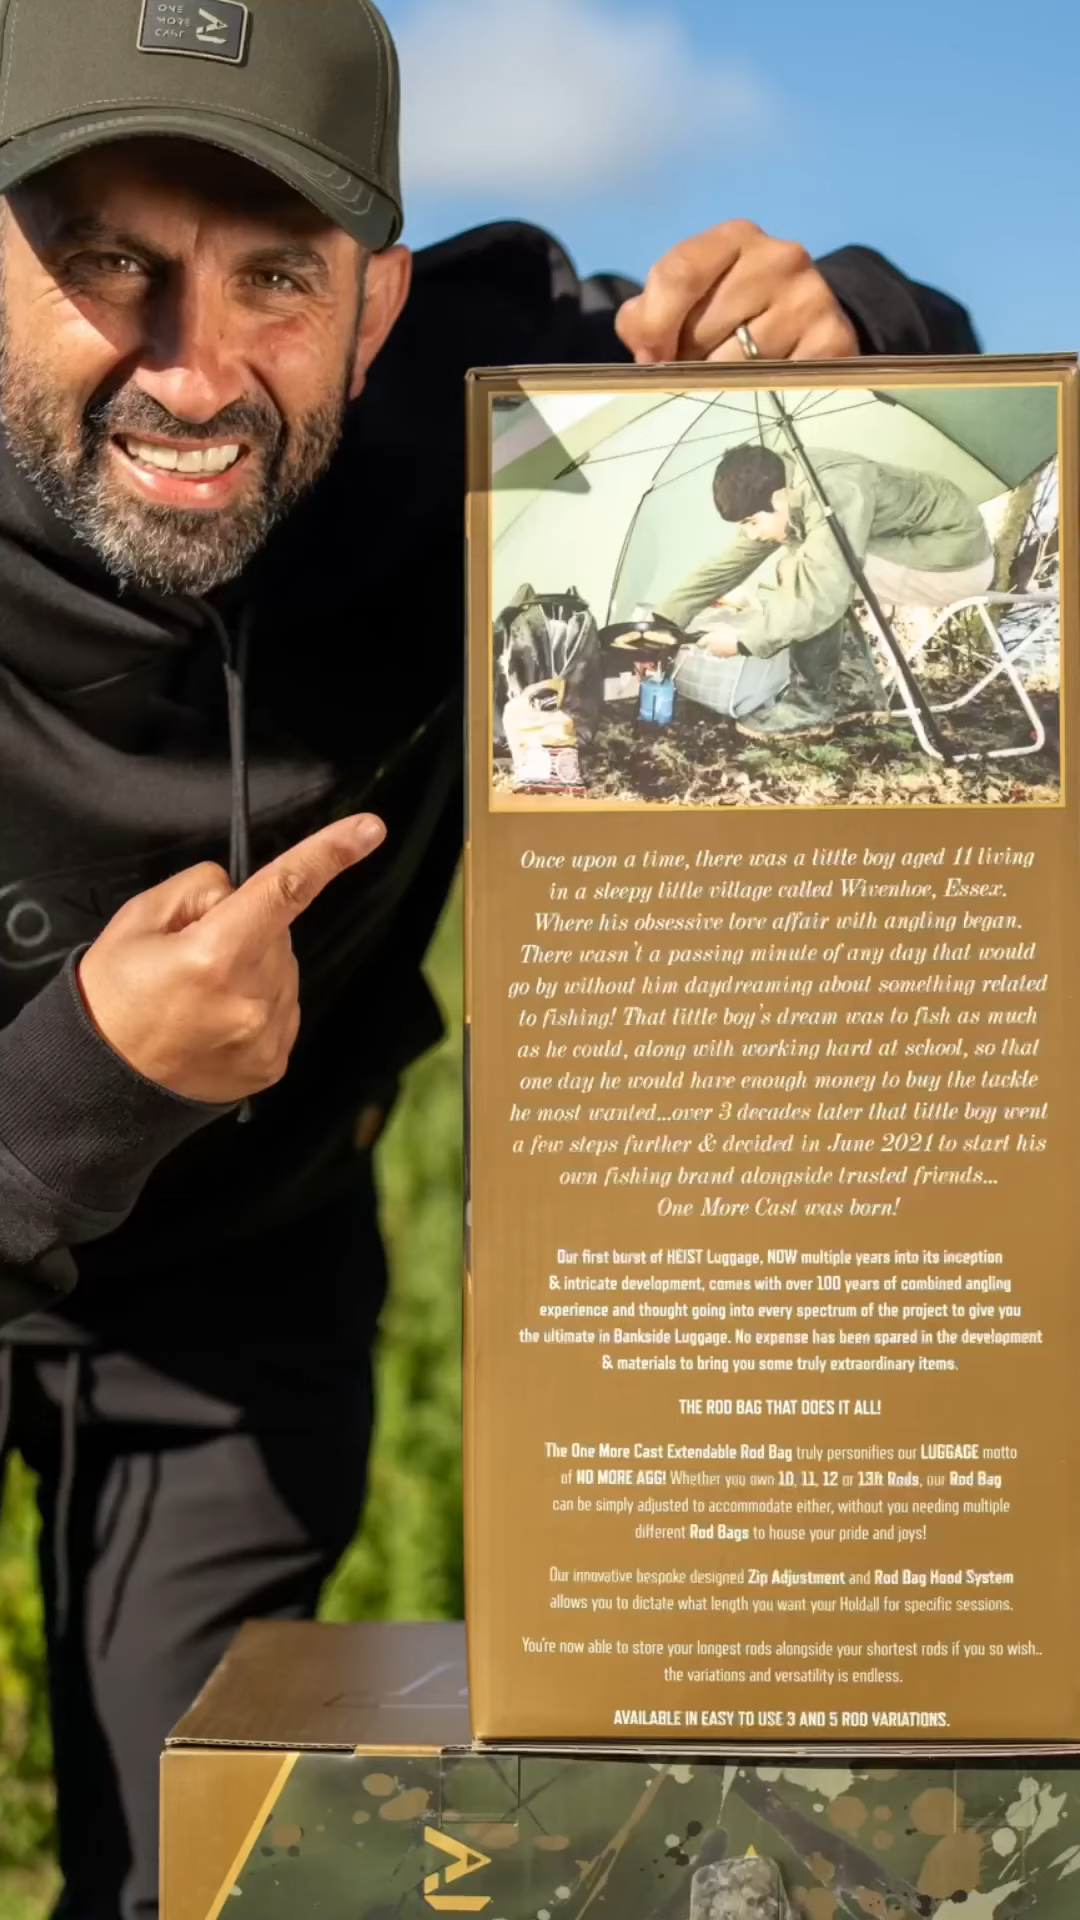 ONE
MORE
CAST
Once upon a time, there was a little boy aged 11 living
in a sleepy little village called Wivenhoe, Essex.
Where his obsessive love affair with angling began.
There wasn't a passing minute of any day that would
go by without him daydreaming about something related
to fishing! That little boy's dream was to fish as much
as he could, along with working hard at school, so that
one day he would have enough money to buy the tackle
he most wanted...over 3 decades later that little boy went
a few steps further & decided in June 2021 to start his
own fishing brand alongside trusted friends...
One More Cast was born!
Our first burst of HEIST Luggage, NOW multiple years into its inception
& intricate development, comes with over 100 years of combined angling
experience and thought going into every spectrum of the project to give you
the ultimate in Bankside Luggage. No expense has been spared in the development
& materials to bring you some truly extraordinary items.
THE ROD BAG THAT DOES IT ALL!
The One More Cast Extendable Rod Bag truly personifies our LUGGAGE motto
of NO MORE AGG! Whether you own 10, 11, 12 or 13ft Rods, our Rod Bag
can be simply adjusted to accommodate either, without you needing multiple
different Rod Bags to house your pride and joys!
Our innovative bespoke designed Zip Adjustment and Rod Bag Hood System
allows you to dictate what length you want your Holdall for specific sessions.
You're now able to store your longest rods alongside your shortest rods if you so wish..
the variations and versatility is endless.
AVAILABLE IN EASY TO USE 3 AND 5 ROD VARIATIONS.